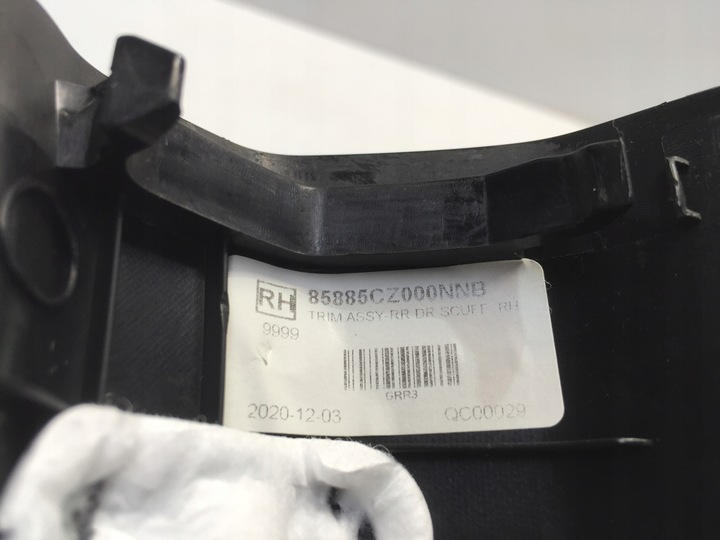 RH 85885CZ000NNB
TRIM ASSY-RR DR SCUFF RH
9999
GRR3
2020-12-03 QC00029